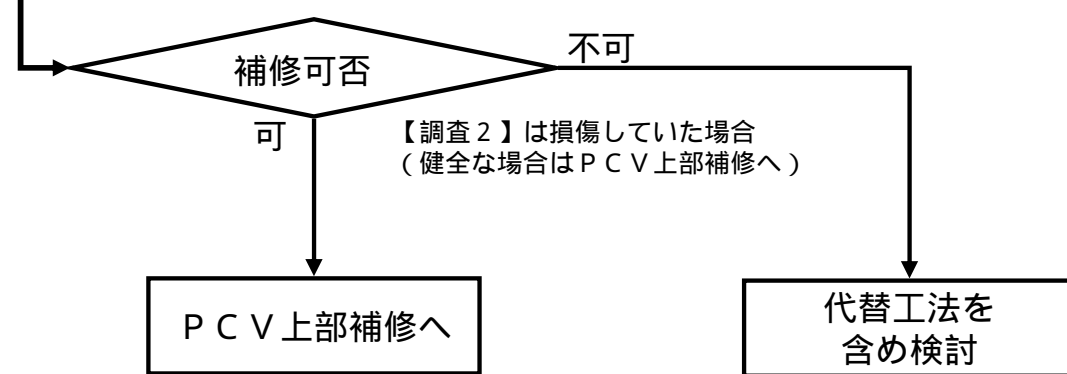 補修可否
不可
可
【調査２】は損傷していた場合
（健全な場合はＰＣＶ上部補修へ）
ＰＣＶ上部補修へ
代替工法を
含め検討